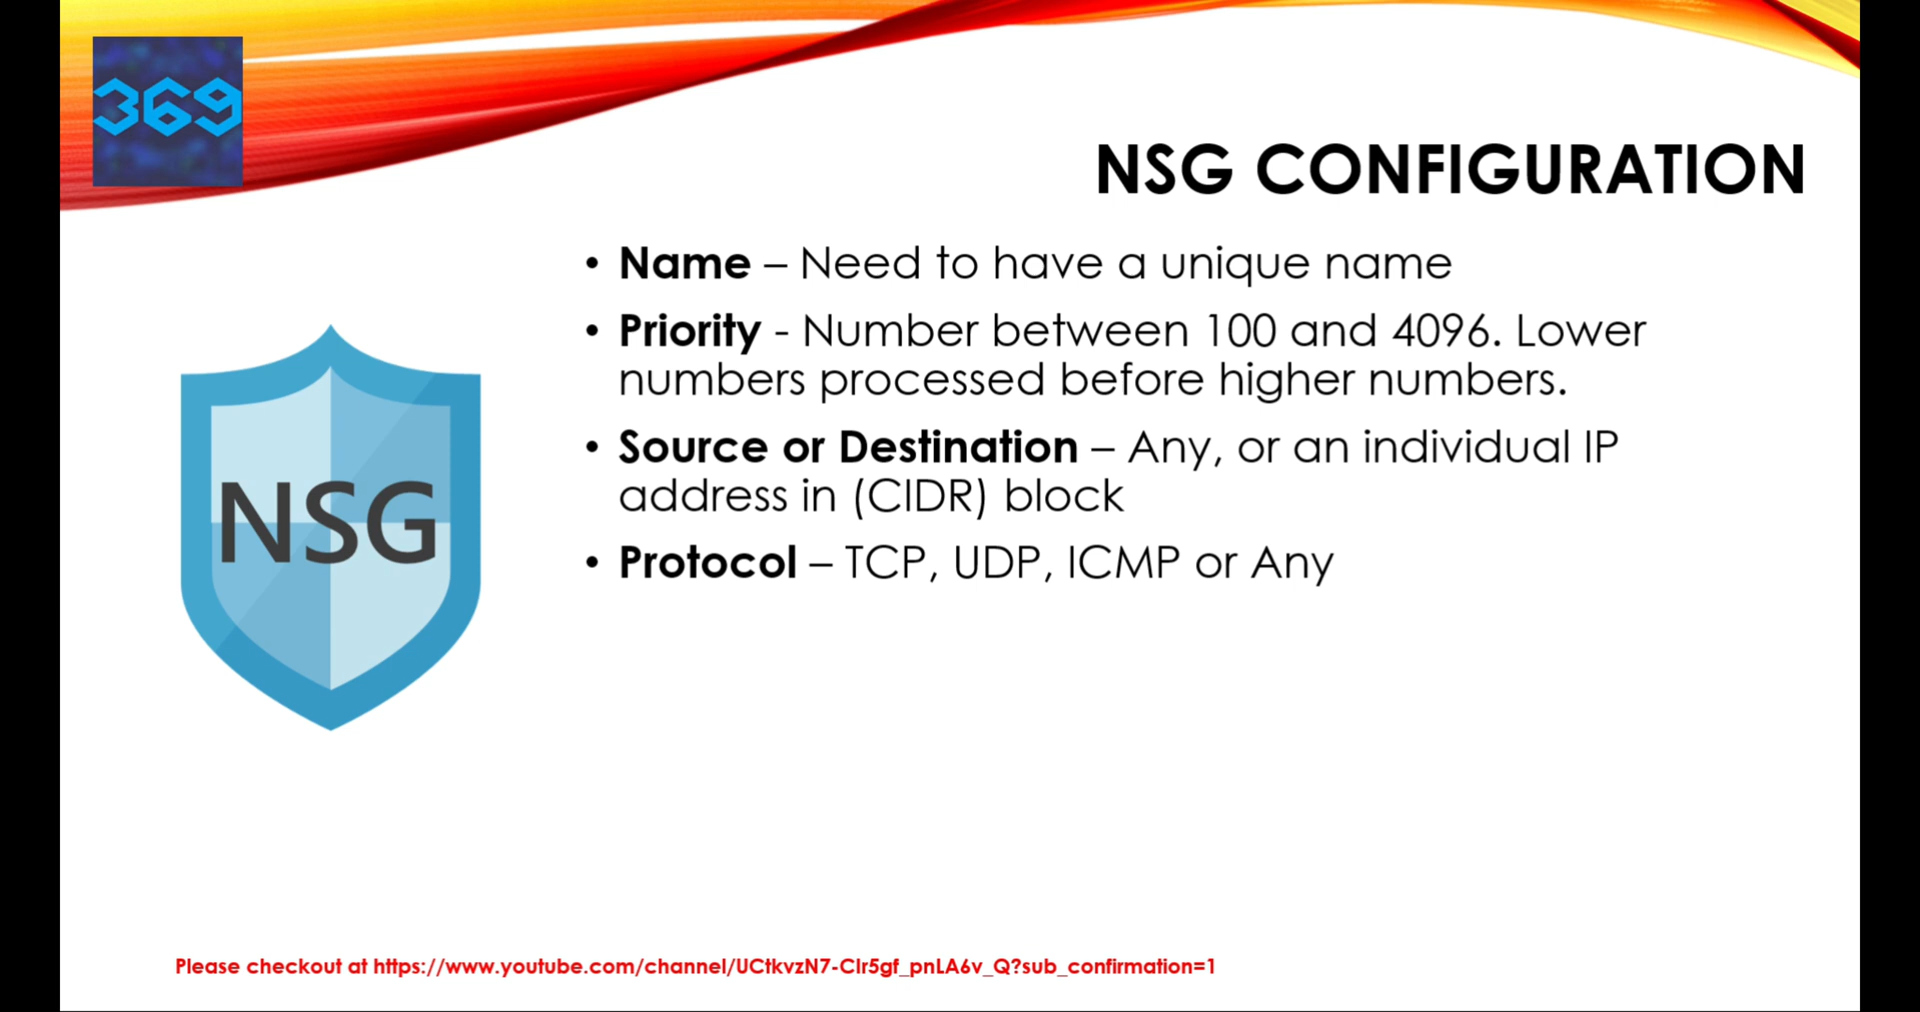 369
NSG CONFIGURATION
• Name – Need to have a unique name
• Priority - Number between 100 and 4096. Lower
numbers processed before higher numbers.
• Source or Destination – Any, or an individual IP
address in (CIDR) block
• Protocol – TCP, UDP, ICMP or Any
NSG
Please checkout at https://www.youtube.com/channel/UCtkvzN7-Clr5gf_pnLA6v_Q?sub_confirmation=1